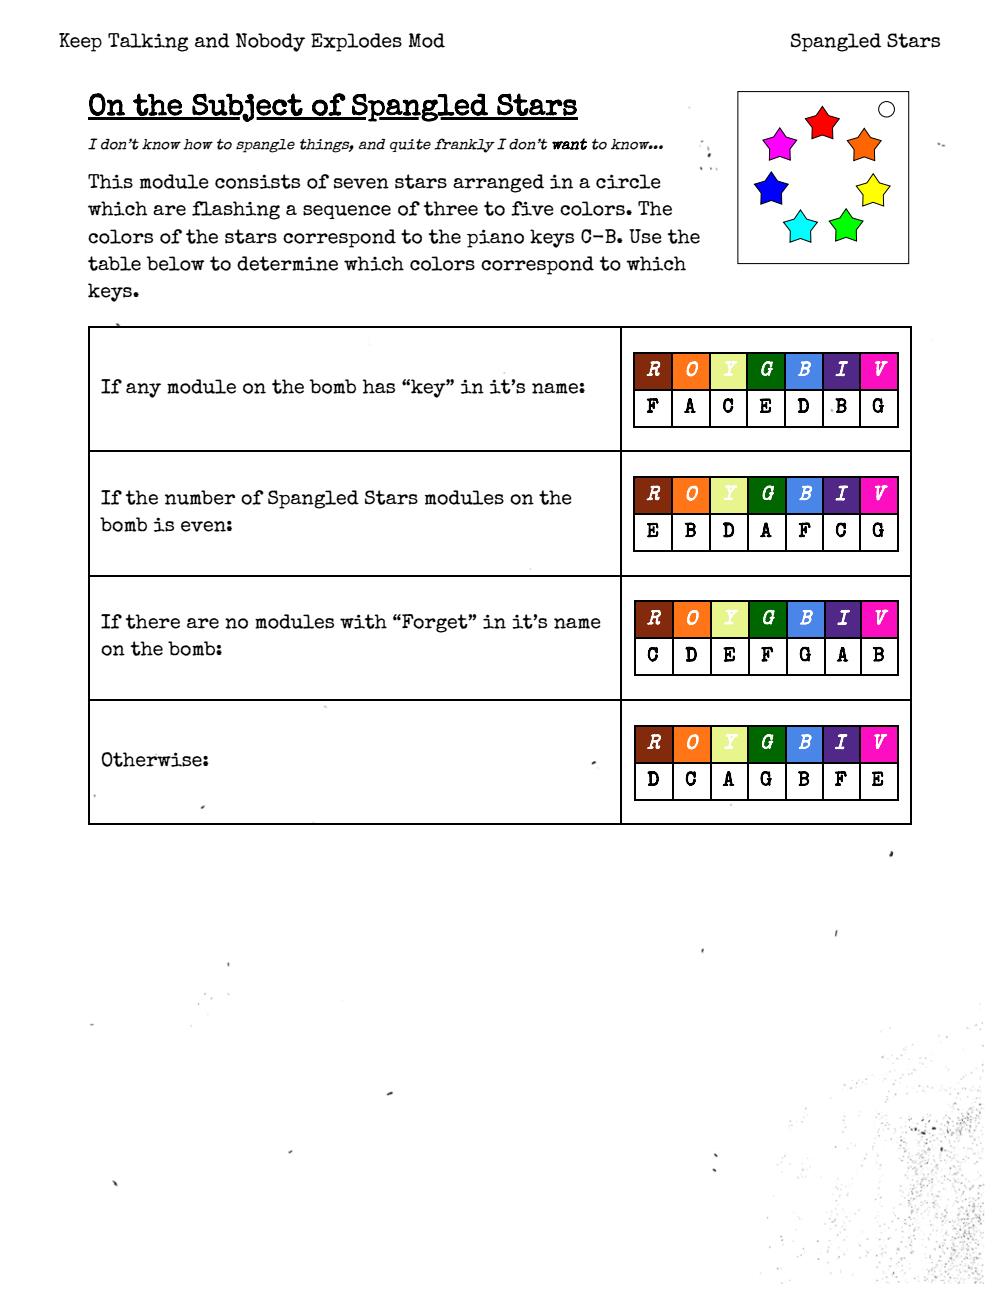 Keep Talking and Nobody Explodes Mod
Spangled Stars
On the Subject of Spangled Stars
I don't know how to spangle things, and quite frankly I don't want to know...
This module consists of seven stars arranged in a circle
which are flashing a sequence of three to five colors. The
colors of the stars correspond to the piano keys C-B. Use the
table below to determine which colors correspond to which
keys.
If any module on the bomb has “key” in it's name:
R O Y G B I V
F A C E D B G
If the number of Spangled Stars modules on the
bomb is even:
R O Y G B I V
E B D A F C G
If there are no modules with “Forget” in it's name
on the bomb:
R O Y G B I V
C D E F G A B
Otherwise:
R O Y G B I V
D C A G B F E